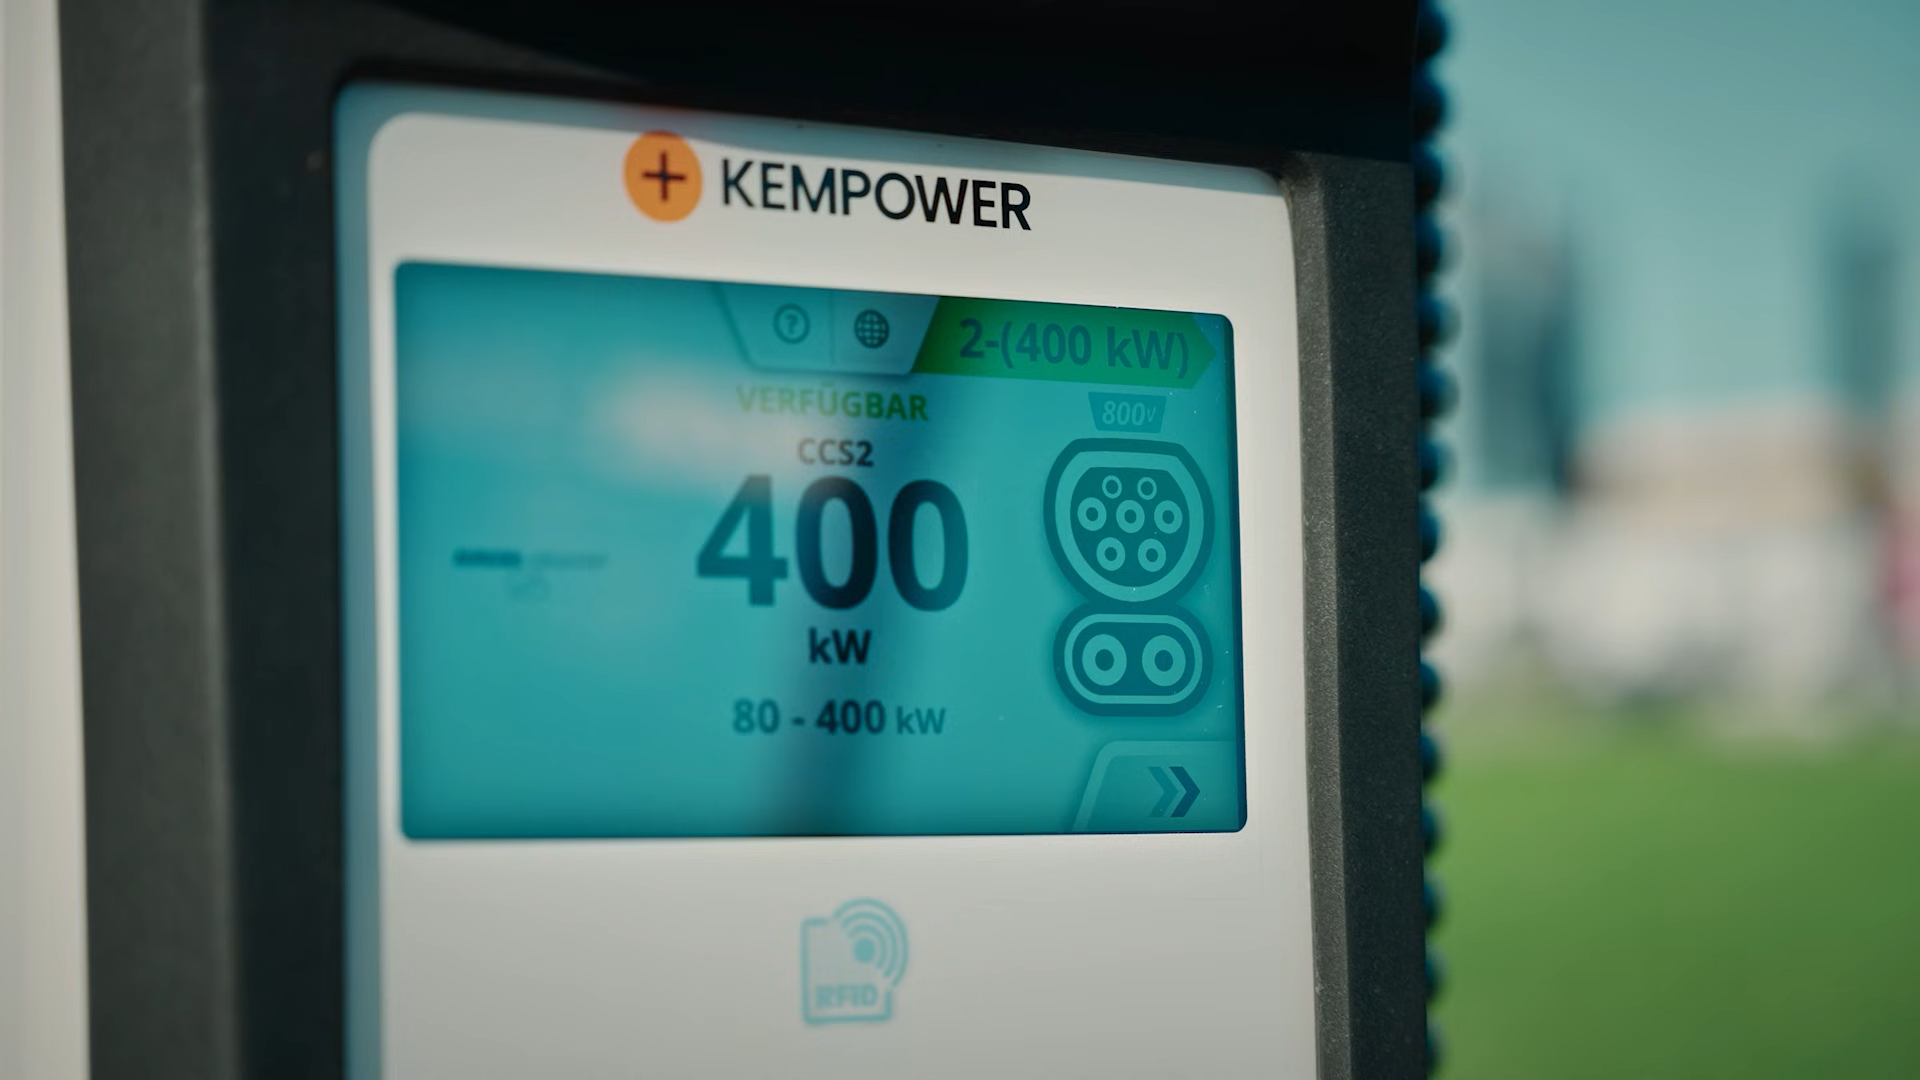 KEMPOWER
2-(400 kW)
VERFÜGBAR
800V
CCS2
400
kW
80 - 400 kW
RFID